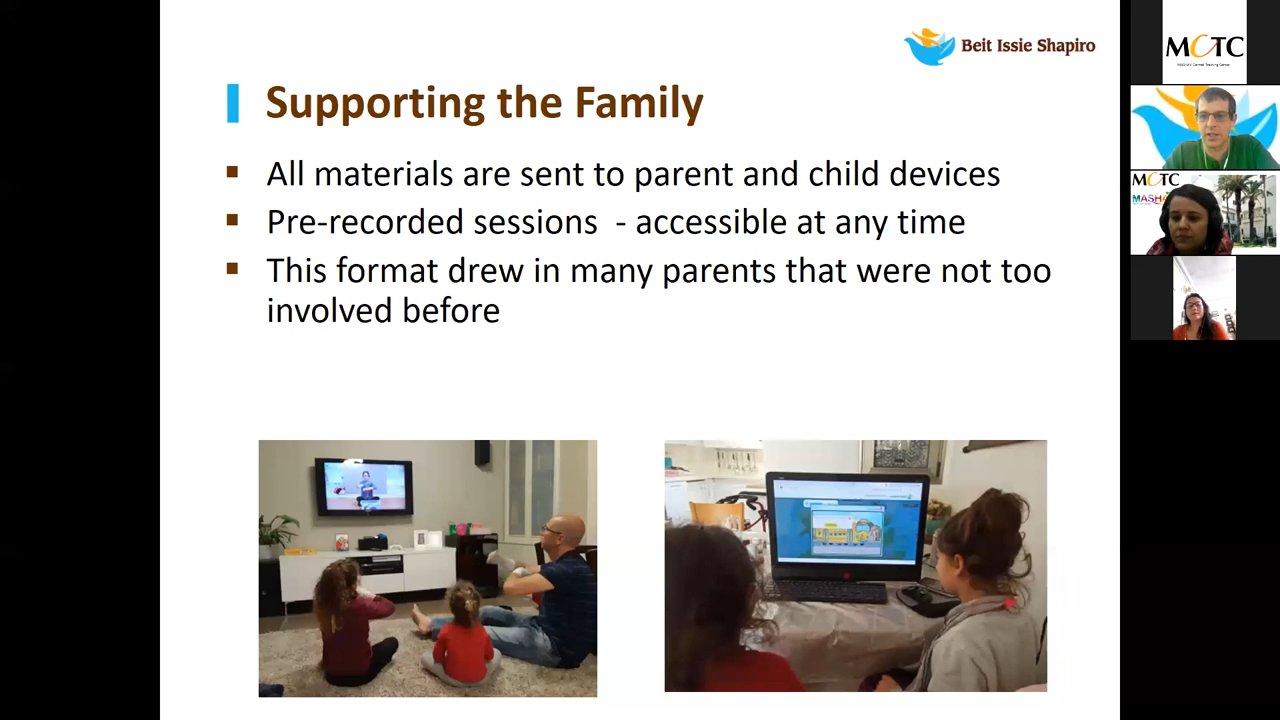 Beit Issie Shapiro
Supporting the Family
All materials are sent to parent and child devices
Pre-recorded sessions - accessible at any time
This format drew in many parents that were not too
involved before
MCTC
MCTC